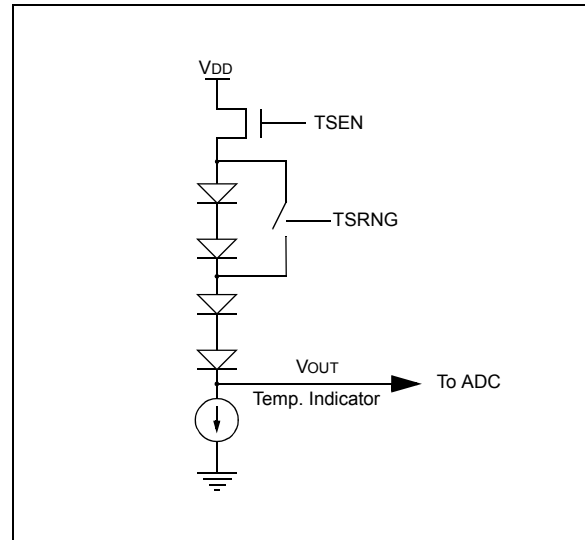 VDD
TSEN
TSRNG
VOUT
To ADC
Temp. Indicator